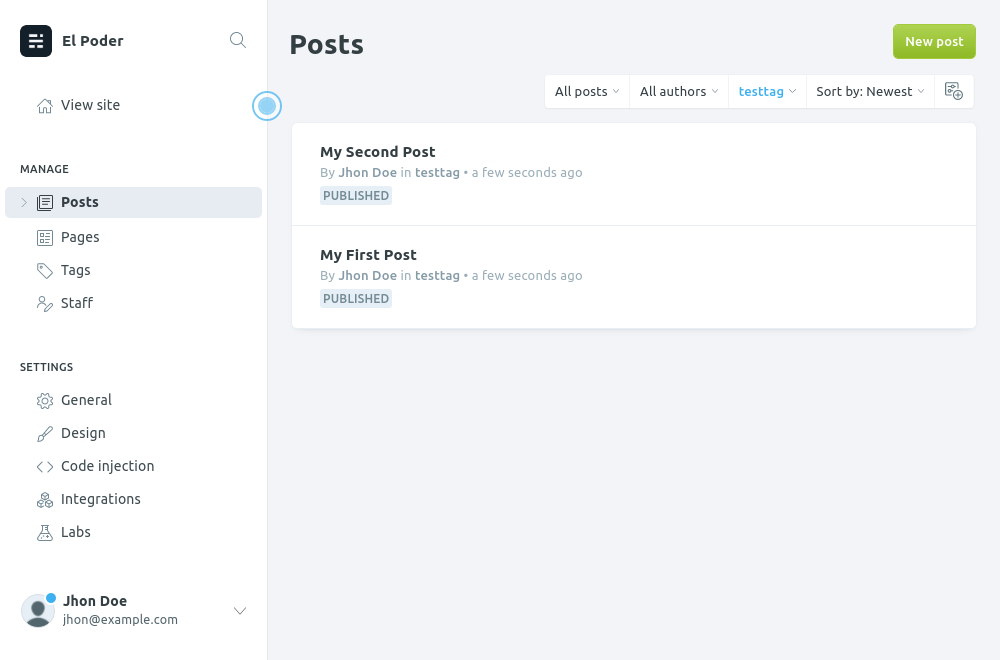 El Poder
View site
MANAGE
Posts
Pages
Tags
Staff
SETTINGS
General
Design
Code injection
Integrations
Labs
Jhon Doe
jhon@example.com
Posts
New post
All posts
All authors
testtag
Sort by: Newest
My Second Post
By Jhon Doe in testtag • a few seconds ago
PUBLISHED
My First Post
By Jhon Doe in testtag • a few seconds ago
PUBLISHED